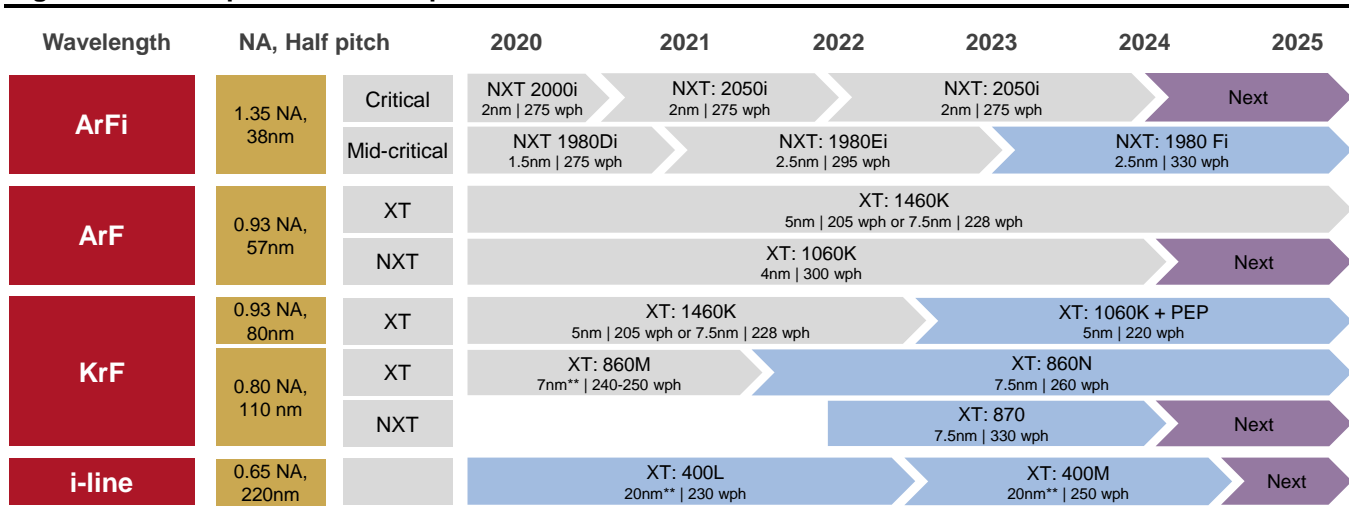 Wavelength NA, Half pitch 2020 2021 2022 2023 2024 2025
ArFi
1.35 NA,
38nm
Critical
NXT 2000i
2nm | 275 wph
NXT: 2050i
2nm | 275 wph
NXT: 2050i
2nm | 275 wph
Next
Mid-critical
NXT 1980Di
1.5nm | 275 wph
NXT: 1980Ei
2.5nm | 295 wph
NXT: 1980 Fi
2.5nm | 330 wph
ArF
0.93 NA,
57nm
XT
XT: 1460K
5nm | 205 wph or 7.5nm | 228 wph
NXT
XT: 1060K
4nm | 300 wph
Next
KrF
0.93 NA,
80nm
XT
XT: 1460K
5nm | 205 wph or 7.5nm | 228 wph
XT: 1060K + PEP
5nm | 220 wph
0.80 NA,
110 nm
XT
XT: 860M
7nm** | 240-250 wph
XT: 860N
7.5nm | 260 wph
NXT
XT: 870
7.5nm | 330 wph
Next
i-line
0.65 NA,
220nm
XT: 400L
20nm** | 230 wph
XT: 400M
20nm** | 250 wph
Next